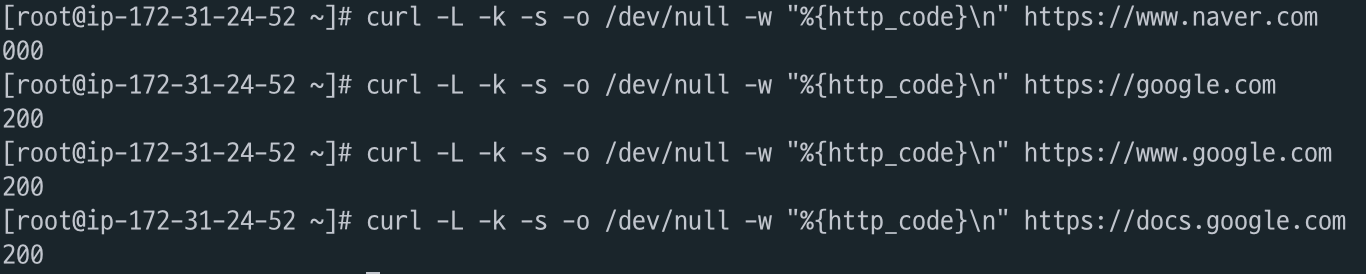 [root@ip-172-31-24-52 ~]# curl -L -k -s -o /dev/null -w "%{http_code}\n" https://www.naver.com
000
[root@ip-172-31-24-52 ~]# curl -L -k -s -o /dev/null -w "%{http_code}\n" https://google.com
200
[root@ip-172-31-24-52 ~]# curl -L -k -s -o /dev/null -w "%{http_code}\n" https://www.google.com
200
[root@ip-172-31-24-52 ~]# curl -L -k -s -o /dev/null -w "%{http_code}\n" https://docs.google.com
200